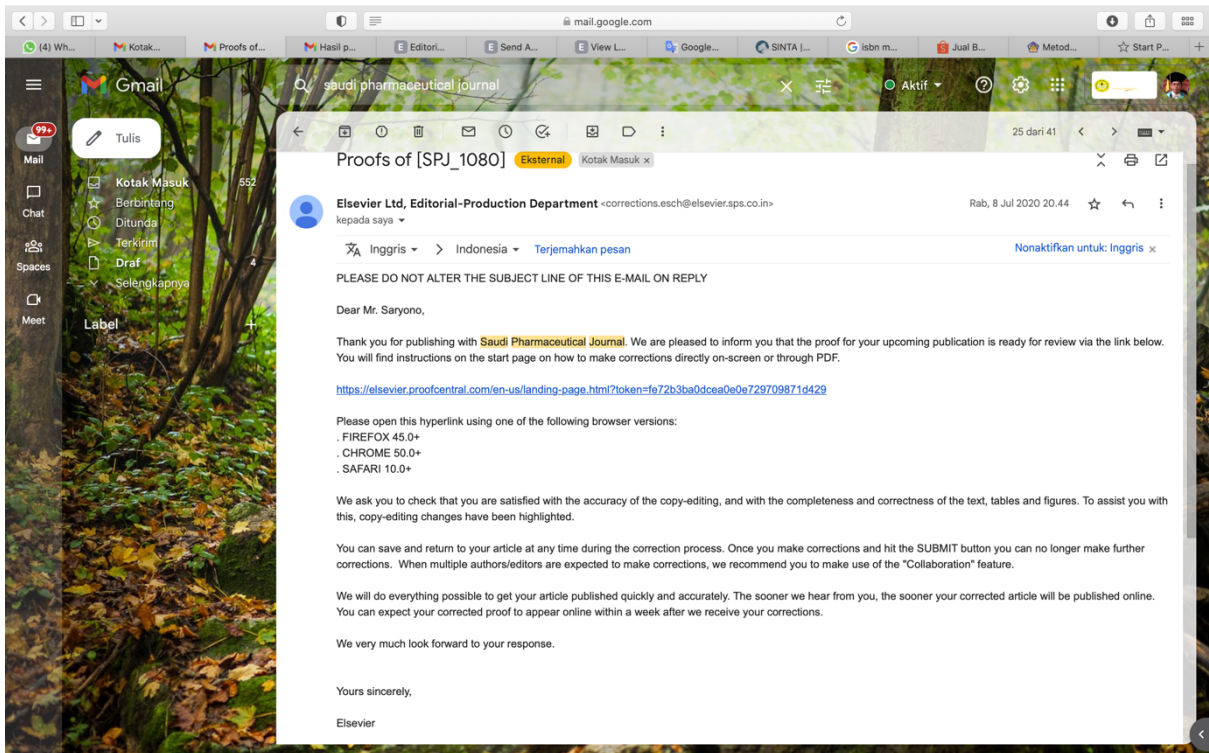 mail.google.com
(4) Wh...
Kotak...
Proofs of...
Hasil p...
Editori...
Send A...
View L...
Google...
SINTA |...
isbn m...
Jual B...
Metod...
Start P...
Gmail
saudi pharmaceutical journal
Aktif
99+
Mail
Chat
Spaces
Meet
Tulis
Kotak Masuk 552
Berbintang
Ditunda
Terkirim
Draf 4
Selengkapnya
Label
25 dari 41
Proofs of [SPJ_1080] Eksternal Kotak Masuk
Elsevier Ltd, Editorial-Production Department <corrections.esch@elsevier.sps.co.in>
Rab, 8 Jul 2020 20.44
kepada saya
Inggris > Indonesia Terjemahkan pesan
Nonaktifkan untuk: Inggris
PLEASE DO NOT ALTER THE SUBJECT LINE OF THIS E-MAIL ON REPLY
Dear Mr. Saryono,
Thank you for publishing with Saudi Pharmaceutical Journal. We are pleased to inform you that the proof for your upcoming publication is ready for review via the link below.
You will find instructions on the start page on how to make corrections directly on-screen or through PDF.
https://elsevier.proofcentral.com/en-us/landing-page.html?token=fe72b3ba0dcea0e0e729709871d429
Please open this hyperlink using one of the following browser versions:
. FIREFOX 45.0+
. CHROME 50.0+
. SAFARI 10.0+
We ask you to check that you are satisfied with the accuracy of the copy-editing, and with the completeness and correctness of the text, tables and figures. To assist you with
this, copy-editing changes have been highlighted.
You can save and return to your article at any time during the correction process. Once you make corrections and hit the SUBMIT button you can no longer make further
corrections.  When multiple authors/editors are expected to make corrections, we recommend you to make use of the "Collaboration" feature.
We will do everything possible to get your article published quickly and accurately. The sooner we hear from you, the sooner your corrected article will be published online.
You can expect your corrected proof to appear online within a week after we receive your corrections.
We very much look forward to your response.
Yours sincerely,
Elsevier